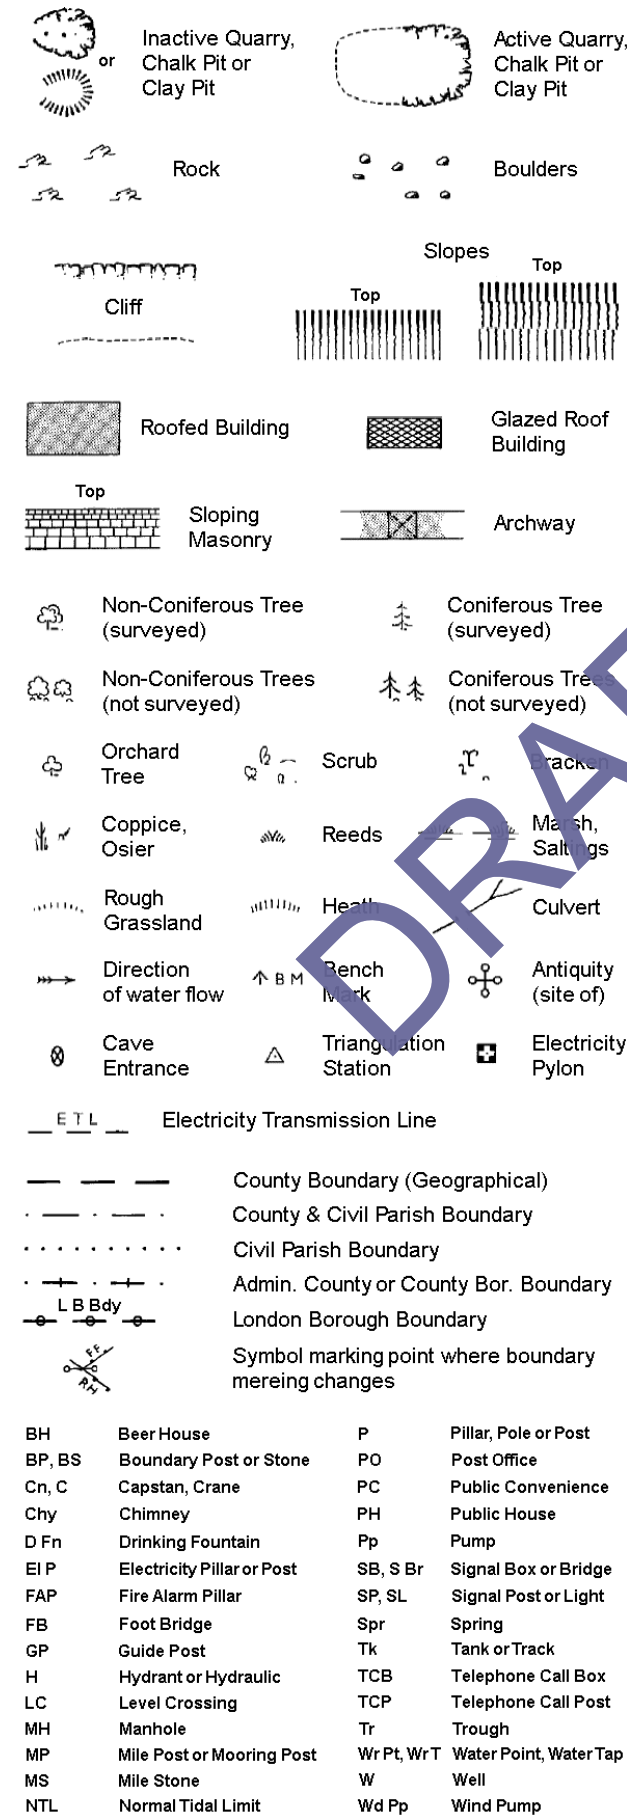 or
Inactive Quarry,
Chalk Pit or
Clay Pit
Active Quarry,
Chalk Pit or
Clay Pit
Rock
Boulders
Slopes
Top
Top
Cliff
Roofed Building
Glazed Roof
Building
Top
Sloping
Masonry
Archway
Non-Coniferous Tree
(surveyed)
Coniferous Tree
(surveyed)
Non-Coniferous Trees
(not surveyed)
Coniferous Trees
(not surveyed)
Orchard
Tree
Scrub
Bracken
Coppice,
Osier
Reeds
Marsh,
Saltings
Rough
Grassland
Heath
Culvert
Direction
of water flow
B M
Bench
Mark
Antiquity
(site of)
Cave
Entrance
Triangulation
Station
Electricity
Pylon
E T L
Electricity Transmission Line
County Boundary (Geographical)
County & Civil Parish Boundary
Civil Parish Boundary
Admin. County or County Bor. Boundary
L B Bdy
London Borough Boundary
FF
RH
Symbol marking point where boundary
mereing changes
BH Beer House P Pillar, Pole or Post
BP, BS Boundary Post or Stone PO Post Office
Cn, C Capstan, Crane PC Public Convenience
Chy Chimney PH Public House
D Fn Drinking Fountain Pp Pump
El P Electricity Pillar or Post SB, S Br Signal Box or Bridge
FAP Fire Alarm Pillar SP, SL Signal Post or Light
FB Foot Bridge Spr Spring
GP Guide Post Tk Tank or Track
H Hydrant or Hydraulic TCB Telephone Call Box
LC Level Crossing TCP Telephone Call Post
MH Manhole Tr Trough
MP Mile Post or Mooring Post Wr Pt, Wr T Water Point, Water Tap
MS Mile Stone W Well
NTL Normal Tidal Limit Wd Pp Wind Pump